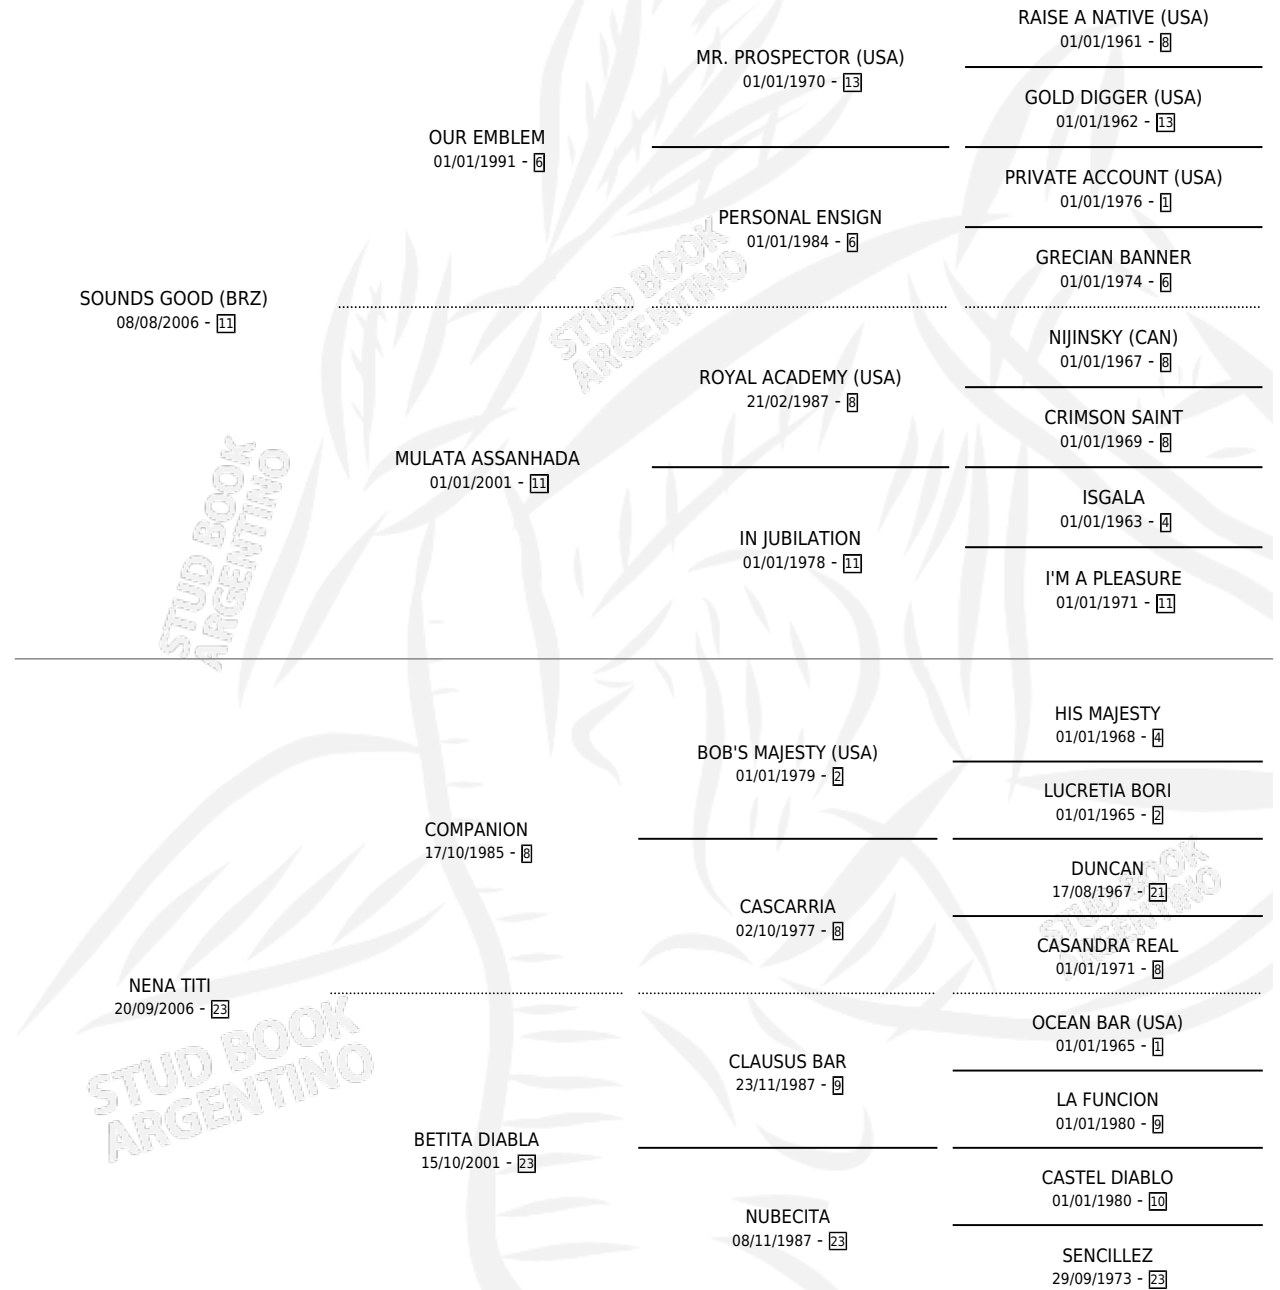 RAISE A NATIVE (USA)
01/01/1961 - 8
MR. PROSPECTOR (USA)
01/01/1970 - 13
GOLD DIGGER (USA)
01/01/1962 - 13
OUR EMBLEM
01/01/1991 - 6
PRIVATE ACCOUNT (USA)
01/01/1976 - 1
PERSONAL ENSIGN
01/01/1984 - 6
GRECIAN BANNER
01/01/1974 - 6
SOUNDS GOOD (BRZ)
08/08/2006 - 11
NIJINSKY (CAN)
01/01/1967 - 8
ROYAL ACADEMY (USA)
21/02/1987 - 8
CRIMSON SAINT
01/01/1969 - 8
MULATA ASSANHADA
01/01/2001 - 11
ISGALA
01/01/1963 - 4
IN JUBILATION
01/01/1978 - 11
I'M A PLEASURE
01/01/1971 - 11
HIS MAJESTY
01/01/1968 - 4
BOB'S MAJESTY (USA)
01/01/1979 - 2
LUCRETIA BORI
01/01/1965 - 2
COMPANION
17/10/1985 - 8
DUNCAN
17/08/1967 - 21
CASCARRIA
02/10/1977 - 8
CASANDRA REAL
01/01/1971 - 8
NENA TITI
20/09/2006 - 23
OCEAN BAR (USA)
01/01/1965 - 1
CLAUSUS BAR
23/11/1987 - 9
LA FUNCION
01/01/1980 - 9
BETITA DIABLA
15/10/2001 - 23
CASTEL DIABLO
01/01/1980 - 10
NUBECITA
08/11/1987 - 23
SENCILLEZ
29/09/1973 - 23
STUD BOOK
ARGENTINO
STUD BOOK
ARGENTINO
STUD BOOK
ARGENTINO
STUD BOOK
ARGENTINO